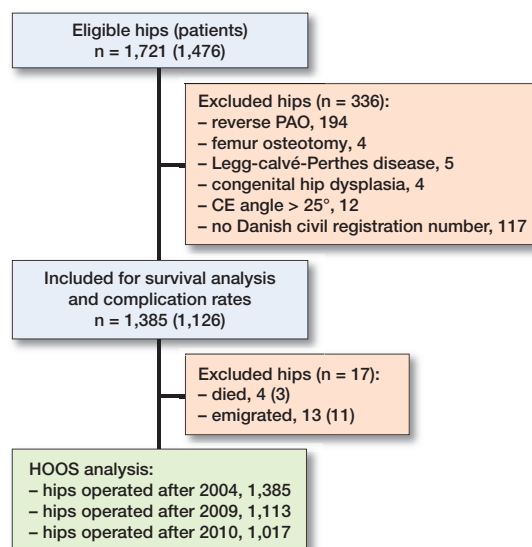 Eligible hips (patients)
n = 1,721 (1,476)
Excluded hips (n = 336):
– reverse PAO, 194
– femur osteotomy, 4
– Legg-calvé-Perthes disease, 5
– congenital hip dysplasia, 4
– CE angle > 25°, 12
– no Danish civil registration number, 117
Included for survival analysis
and complication rates
n = 1,385 (1,126)
Excluded hips (n = 17):
– died, 4 (3)
– emigrated, 13 (11)
HOOS analysis:
– hips operated after 2004, 1,385
– hips operated after 2009, 1,113
– hips operated after 2010, 1,017